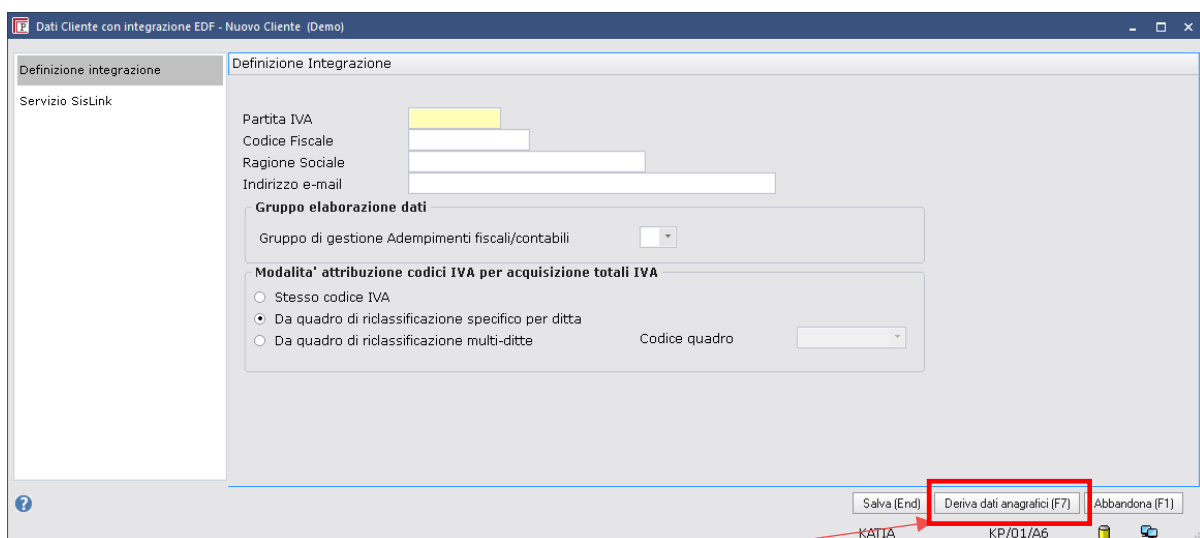 Dati Cliente con integrazione EDF - Nuovo Cliente (Demo)
Definizione integrazione
Servizio SisLink
Definizione Integrazione
Partita IVA
Codice Fiscale
Ragione Sociale
Indirizzo e-mail
Gruppo elaborazione dati
Gruppo di gestione Adempimenti fiscali/contabili
Modalita' attribuzione codici IVA per acquisizione totali IVA
Stesso codice IVA
Da quadro di riclassificazione specifico per ditta
Da quadro di riclassificazione multi-ditte Codice quadro
Salva (End) Deriva dati anagrafici (F7) Abbandona (F1)
KATIA KP/01/A6